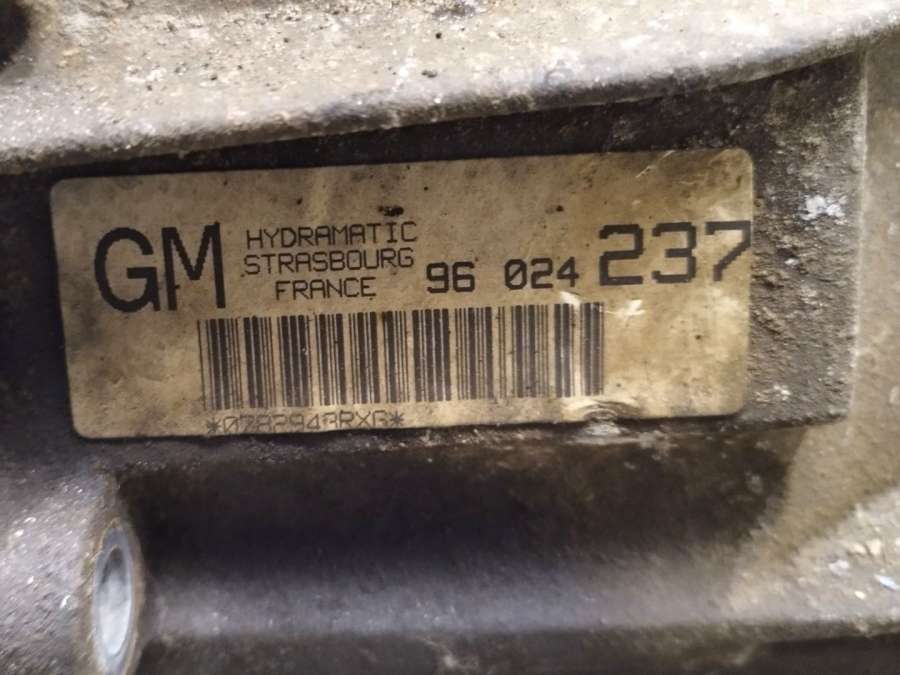 GM
HYDRAMATIC
STRASBOURG
FRANCE
96 024 237